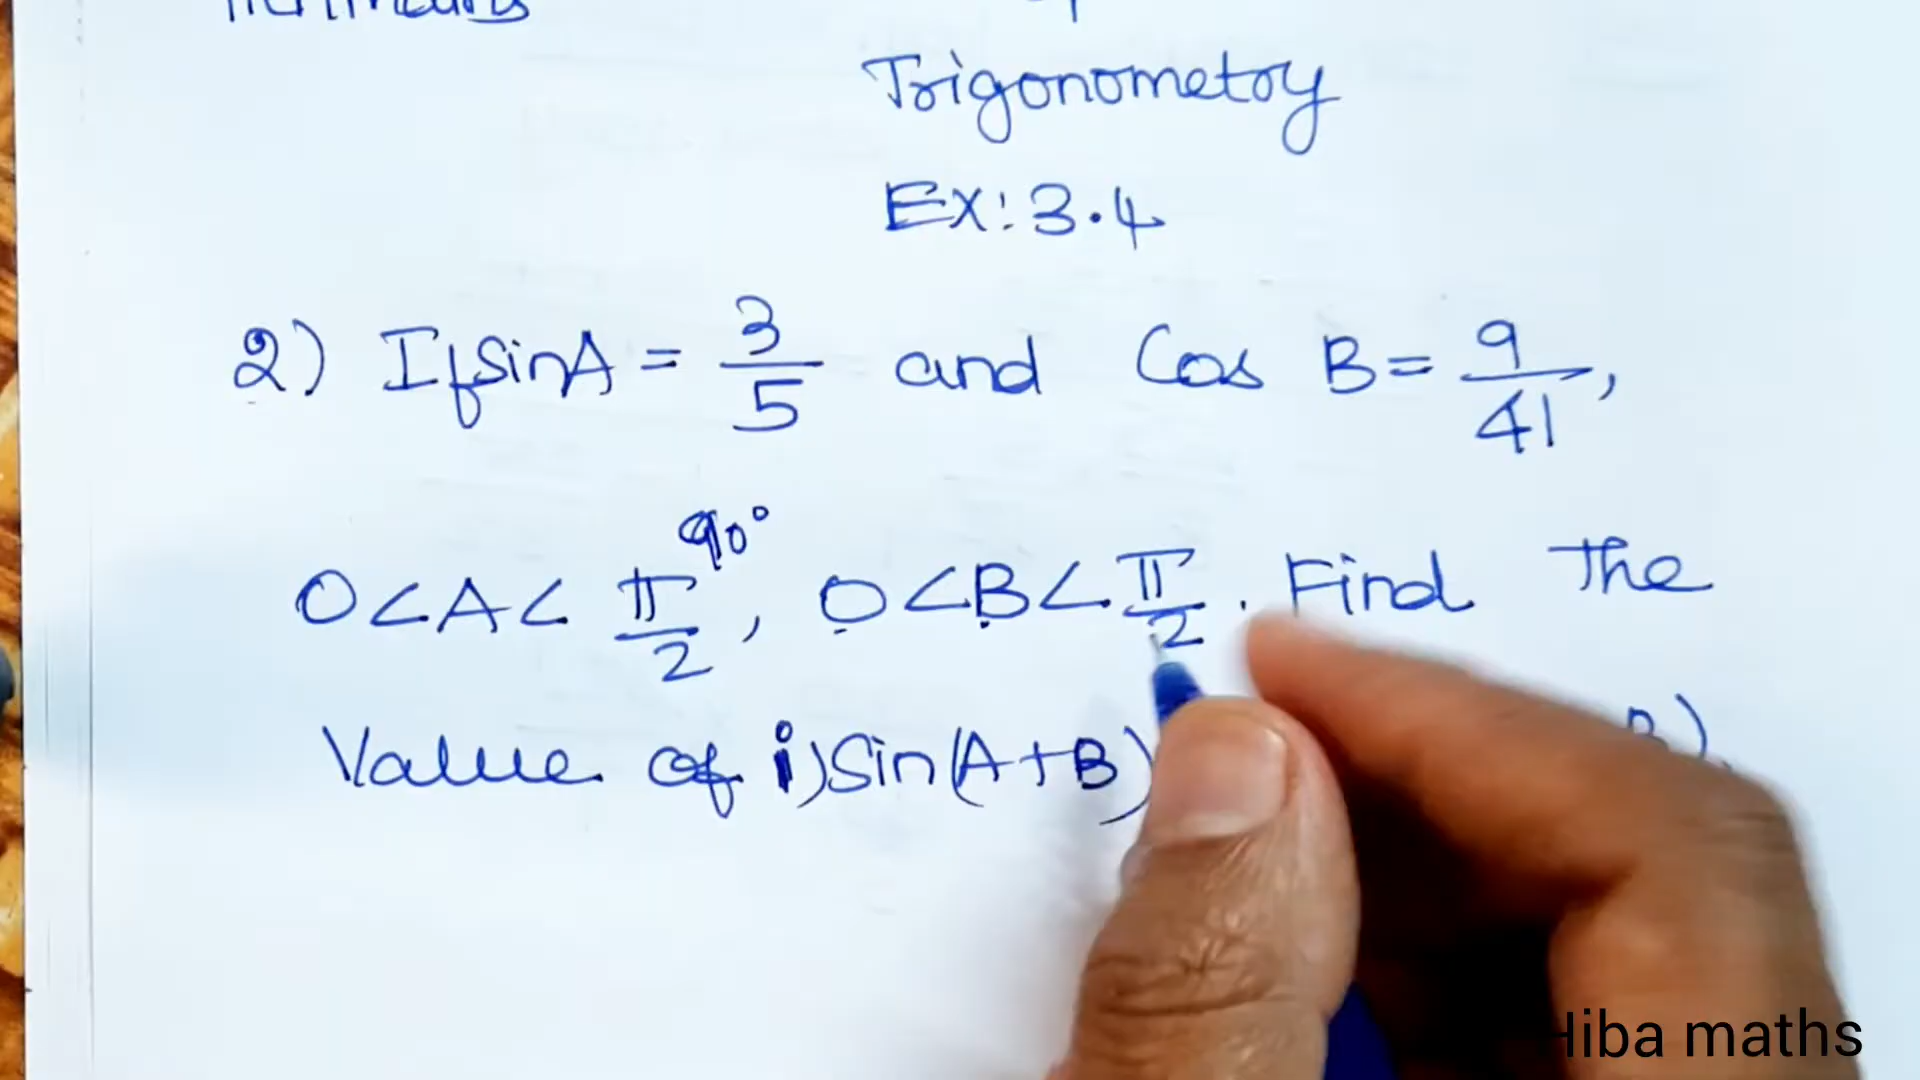 Trigonometry
Ex: 3.4
2) If sin A = 3/5 and Cos B = 9/41,
90°
0 < A < π/2, 0 < B < π/2. Find The
Value of i) Sin(A+B) B).
Hiba maths